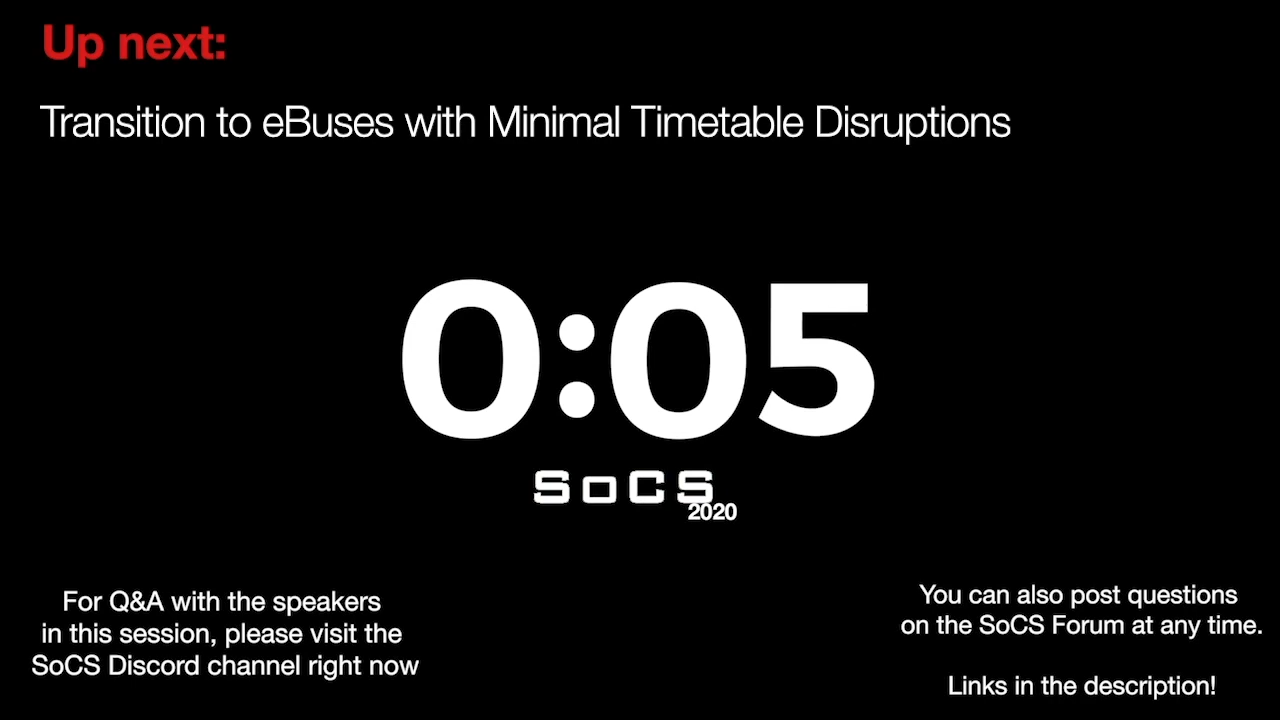 Up next:
Transition to eBuses with Minimal Timetable Disruptions
0:05
SoCS
2020
For Q&A with the speakers
in this session, please visit the
SoCS Discord channel right now
You can also post questions
on the SoCS Forum at any time.
Links in the description!